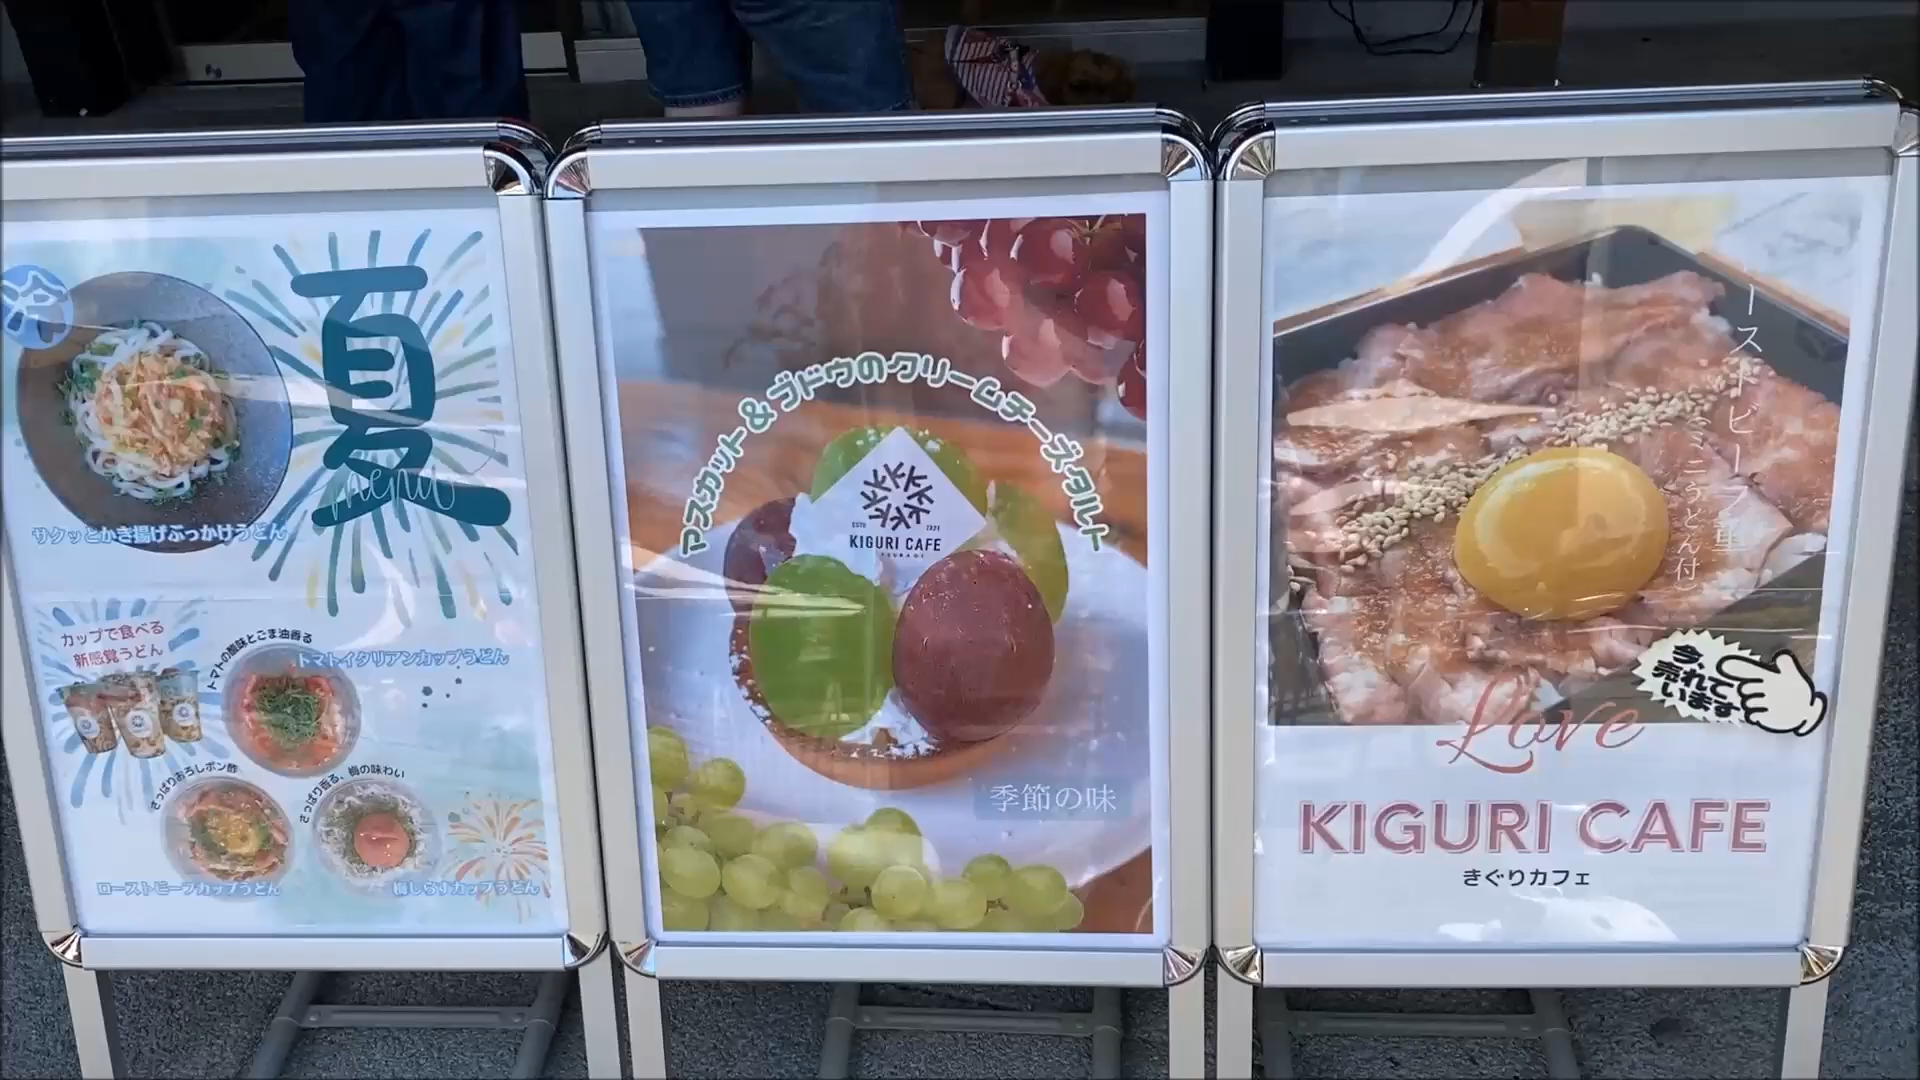 冷
夏
menu
サクッとかき揚げぶっかけうどん
カップで食べる
新感覚うどん
トマトの酸味とごま油香る
トマトイタリアンカップうどん
さっぱりおろしポン酢
ローストビーフカップうどん
さっぱり香る、梅の味わい
梅しらすカップうどん
マスカット&ブドウのクリームチーズタルト
KIGURI CAFE
季節の味
ーストビーフ重
(ミニうどん付)
今、
売れて
います
Love
KIGURI CAFE
きぐりカフェ